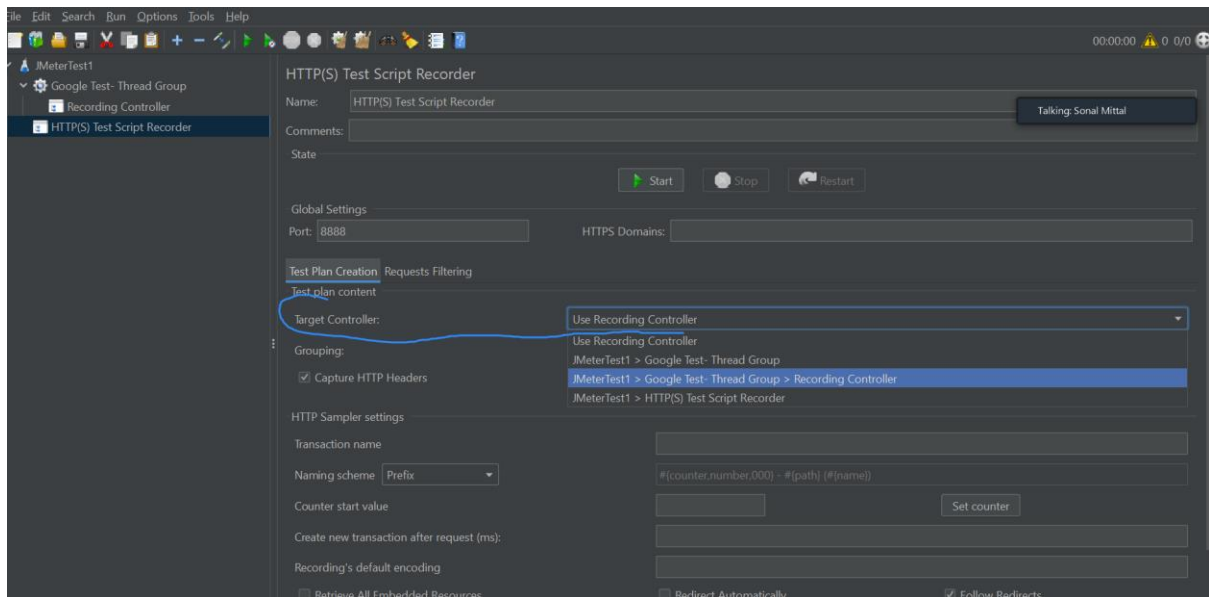 File Edit Search Run Options Tools Help
00:00:00 0 0/0
JMeterTest1
Google Test- Thread Group
Recording Controller
HTTP(S) Test Script Recorder
HTTP(S) Test Script Recorder
Name: HTTP(S) Test Script Recorder
Talking: Sonal Mittal
Comments:
State
Start Stop Restart
Global Settings
Port: 8888 HTTPS Domains:
Test Plan Creation Requests Filtering
Test plan content
Target Controller: Use Recording Controller
Use Recording Controller
Grouping: JMeterTest1 > Google Test- Thread Group
Capture HTTP Headers JMeterTest1 > Google Test- Thread Group > Recording Controller
JMeterTest1 > HTTP(S) Test Script Recorder
HTTP Sampler settings
Transaction name
Naming scheme Prefix #{counter,number,000} - #{path} (#{name})
Counter start value Set counter
Create new transaction after request (ms):
Recording's default encoding
Retrieve All Embedded Resources Redirect Automatically Follow Redirects